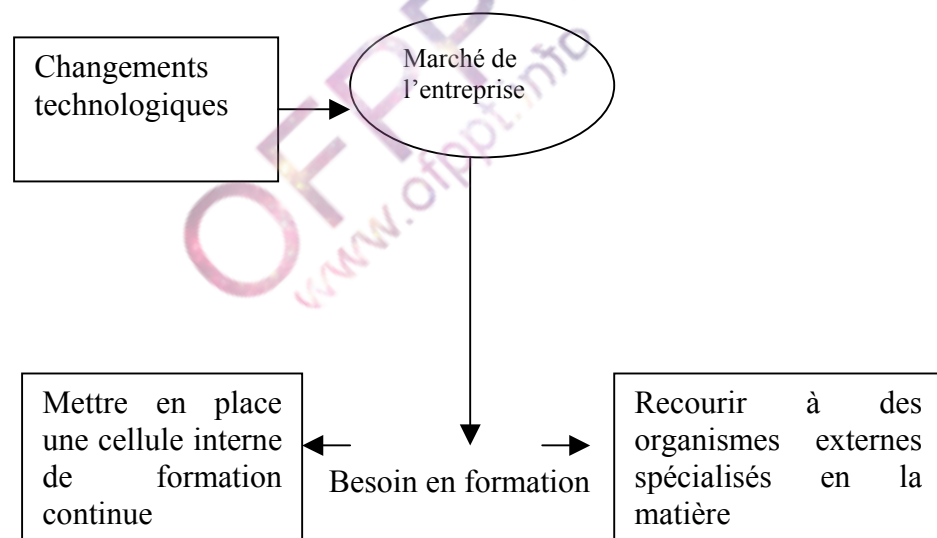 Changements
technologiques
Marché de
l’entreprise
OFPP
www.ofppt.info
Mettre en place
une cellule interne
de formation
continue
Besoin en formation
Recourir à des
organismes externes
spécialisés en la
matière